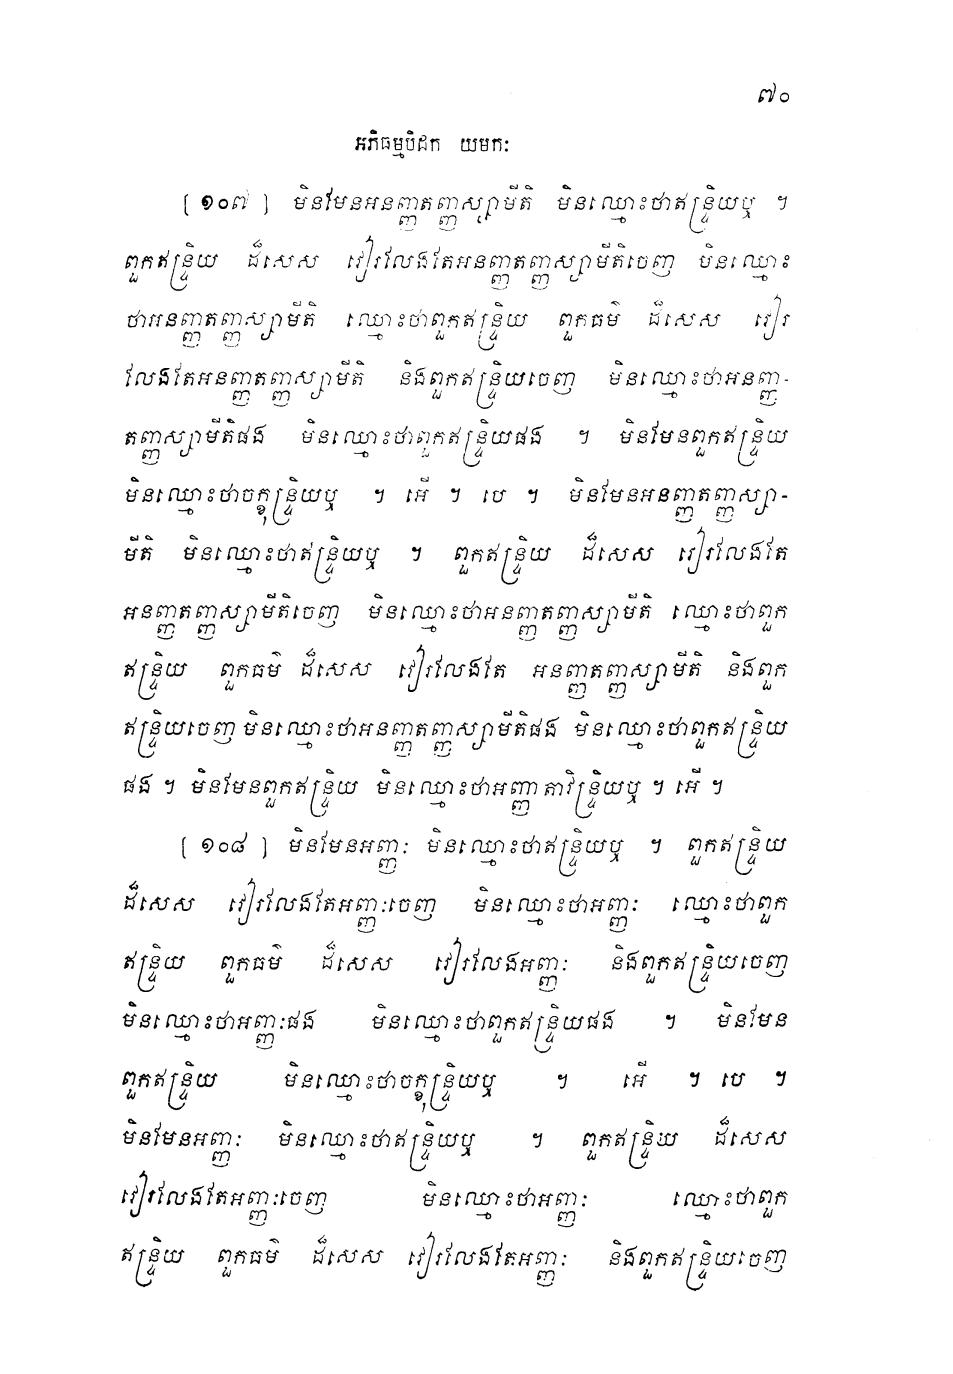 ៧០
អភិធម្មបិដក យមកៈ
[ ១០៧ ] មិនមែនអនញ្ញាតញ្ញាស្សាមីតិ មិនឈ្មោះថាឥន្ទ្រិយឬ ។
ពួកឥន្ទ្រិយ ដ៏សេស វៀរលែងតែអនញ្ញាតញ្ញាស្សាមីតិចេញ មិនឈ្មោះ
ថាអនញ្ញាតញ្ញាស្សាមីតិ ឈ្មោះថាពួកឥន្ទ្រិយ ពួកធម៌ ដ៏សេស វៀរ
លែងតែអនញ្ញាតញ្ញាស្សាមីតិ និងពួកឥន្ទ្រិយចេញ មិនឈ្មោះថាអនញ្ញា-
តញ្ញាស្សាមីតិផង មិនឈ្មោះថាពួកឥន្ទ្រិយផង ។ មិនមែនពួកឥន្ទ្រិយ
មិនឈ្មោះថាចក្ខុន្ទ្រិយឬ ។ អើ ។ បេ ។ មិនមែនអនញ្ញាតញ្ញាស្សា-
មីតិ មិនឈ្មោះថាឥន្ទ្រិយឬ ។ ពួកឥន្ទ្រិយ ដ៏សេស វៀរលែងតែ
អនញ្ញាតញ្ញាស្សាមីតិចេញ មិនឈ្មោះថាអនញ្ញាតញ្ញាស្សាមីតិ ឈ្មោះថាពួក
ឥន្ទ្រិយ ពួកធម៌ ដ៏សេស វៀរលែងតែ អនញ្ញាតញ្ញាស្សាមីតិ និងពួក
ឥន្ទ្រិយចេញ មិនឈ្មោះថាអនញ្ញាតញ្ញាស្សាមីតិផង មិនឈ្មោះថាពួកឥន្ទ្រិយ
ផង ។ មិនមែនពួកឥន្ទ្រិយ មិនឈ្មោះថាអញ្ញាតាវិន្ទ្រិយឬ ។ អើ ។
[ ១០៨ ] មិនមែនអញ្ញៈ មិនឈ្មោះថាឥន្ទ្រិយឬ ។ ពួកឥន្ទ្រិយ
ដ៏សេស វៀរលែងតែអញ្ញៈចេញ មិនឈ្មោះថាអញ្ញៈ ឈ្មោះថាពួក
ឥន្ទ្រិយ ពួកធម៌ ដ៏សេស វៀរលែងអញ្ញៈ និងពួកឥន្ទ្រិយចេញ
មិនឈ្មោះថាអញ្ញៈផង មិនឈ្មោះថាពួកឥន្ទ្រិយផង ។ មិនមែន
ពួកឥន្ទ្រិយ មិនឈ្មោះថាចក្ខុន្ទ្រិយឬ ។ អើ ។ បេ ។
មិនមែនអញ្ញៈ មិនឈ្មោះថាឥន្ទ្រិយឬ ។ ពួកឥន្ទ្រិយ ដ៏សេស
វៀរលែងតែអញ្ញៈចេញ មិនឈ្មោះថាអញ្ញៈ ឈ្មោះថាពួក
ឥន្ទ្រិយ ពួកធម៌ ដ៏សេស វៀរលែងតែអញ្ញៈ និងពួកឥន្ទ្រិយចេញ